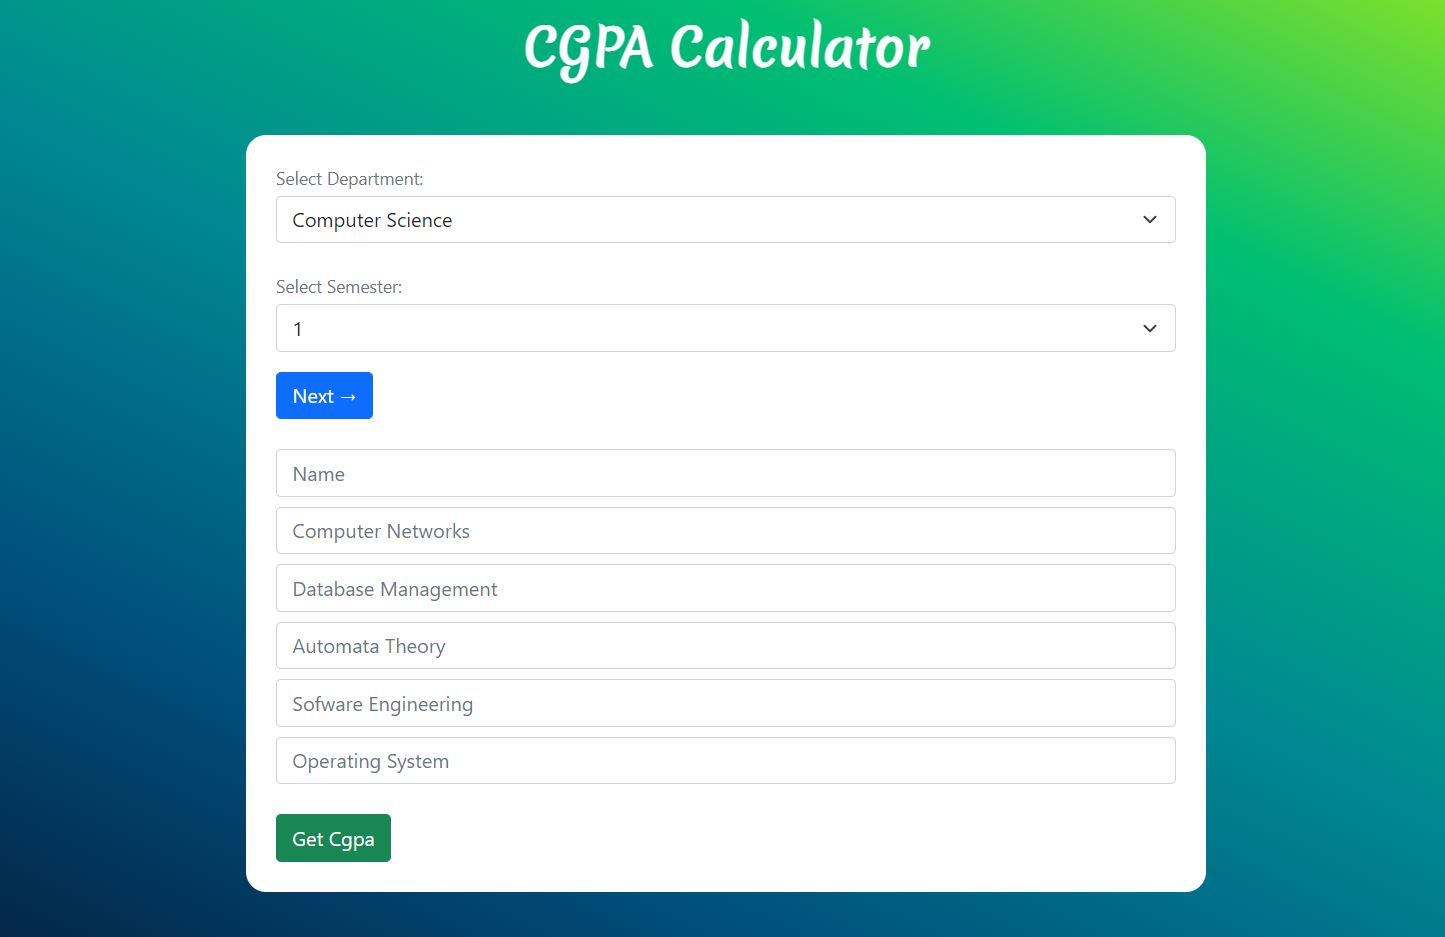 CGPA Calculator
Select Department:
Computer Science
Select Semester:
1
Next →
Name
Computer Networks
Database Management
Automata Theory
Sofware Engineering
Operating System
Get Cgpa